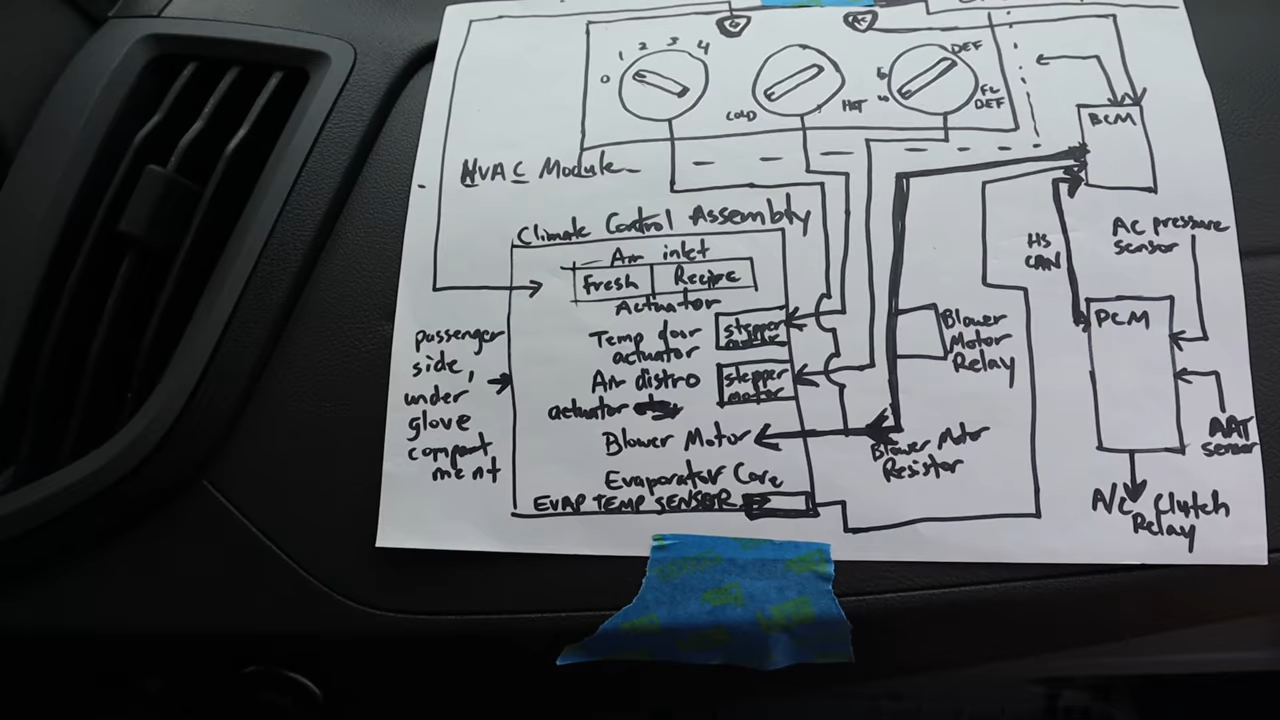 AC
1 2 3 4
0
DEF
FL
DEF
COLD
HOT
BCM
HVAC Module
Climate Control Assembly
Air inlet
Fresh
Recirc
Actuator
Temp door
actuator
stepper
motor
Air distro
actuator
stepper
motor
Blower Motor
Evaporator Core
EVAP TEMP SENSOR
passenger
side,
under
glove
compart
ment
Blower
Motor
Relay
Blower Motor
Resistor
HS
CAN
AC pressure
sensor
PCM
AAT
sensor
A/C Clutch
Relay